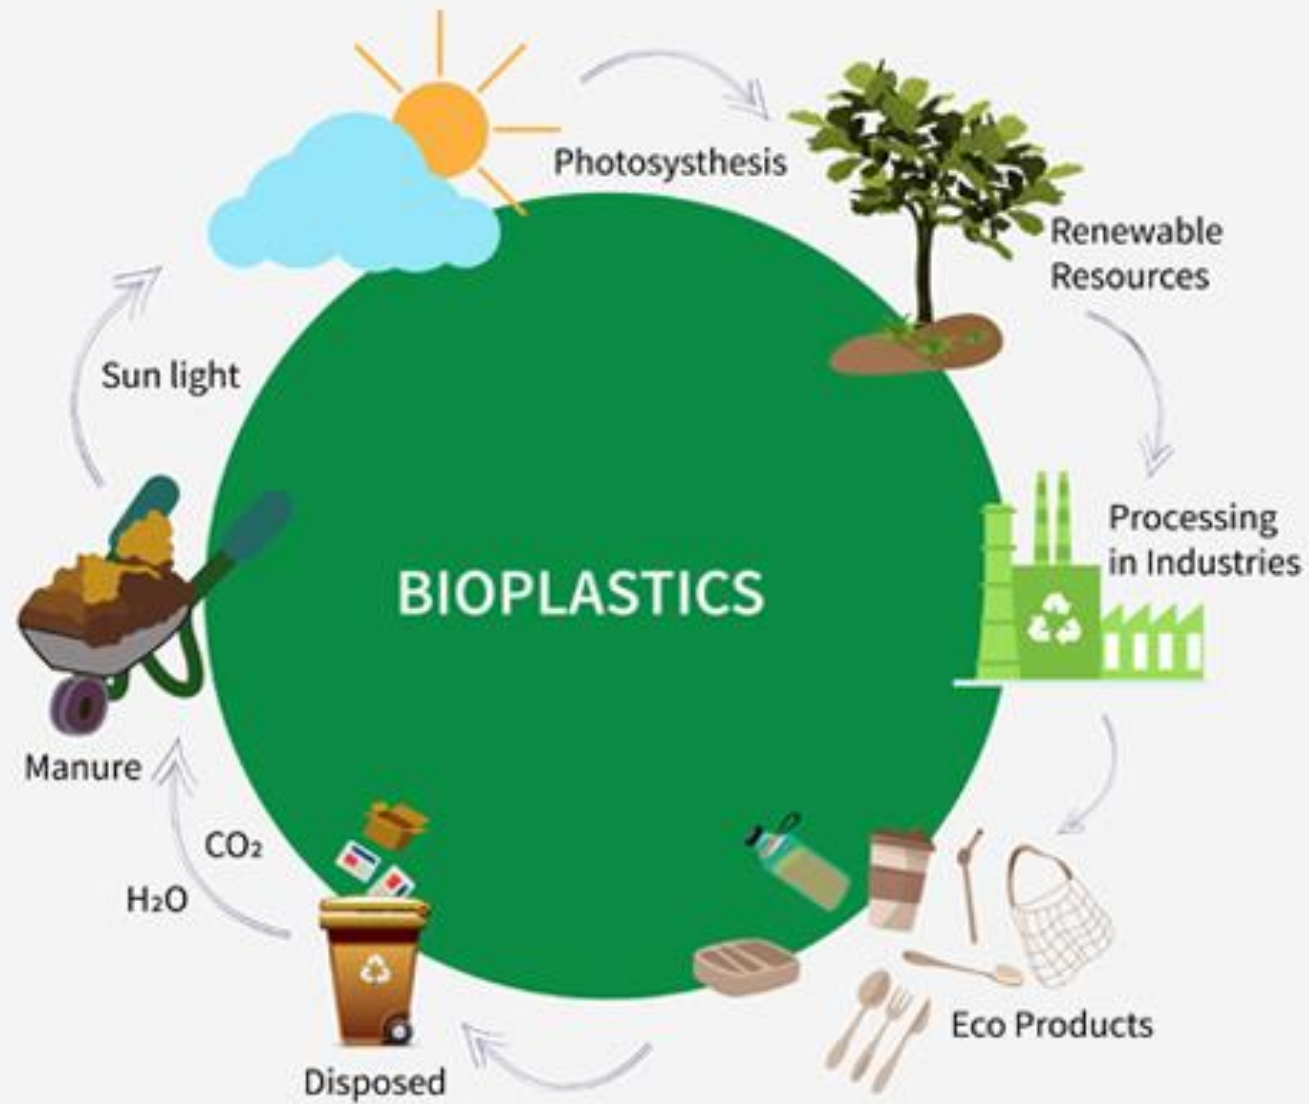 Photosysthesis
Renewable
Resources
Sun light
Processing
in Industries
BIOPLASTICS
Manure
CO₂
H₂O
Eco Products
Disposed